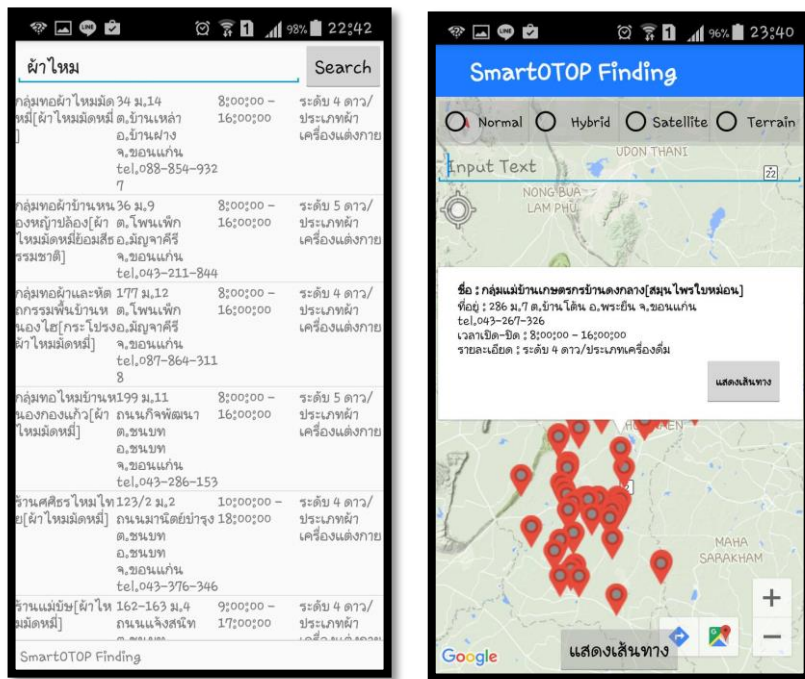 98% 22:42
ผ้าไหม Search
กลุ่มทอผ้าไหมมัด 34 ม.14 8:00:00 - ระดับ 4 ดาว/
หมี่[ผ้าไหมมัดหมี่ ต.บ้านเหล่า 16:00:00 ประเภทผ้า
] อ.บ้านฝาง เครื่องแต่งกาย
จ.ขอนแก่น
tel.088-854-932
7
กลุ่มทอผ้าบ้านหน 36 ม.9 8:00:00 - ระดับ 5 ดาว/
องหญ้าปล้อง[ผ้า ต.โพนเพ็ก 16:00:00 ประเภทผ้า
ไหมมัดหมี่ย้อมสีธ อ.มัญจาคีรี เครื่องแต่งกาย
รรมชาติ] จ.ขอนแก่น
tel.043-211-844
กลุ่มทอผ้าและหัต 177 ม.12 8:00:00 - ระดับ 4 ดาว/
ถกรรมพื้นบ้านห ต.โพนเพ็ก 16:00:00 ประเภทผ้า
นองไฮ[กระโปรง อ.มัญจาคีรี เครื่องแต่งกาย
ผ้าไหมมัดหมี่] จ.ขอนแก่น
tel.087-864-311
8
กลุ่มทอไหมบ้านห 199 ม.11 8:00:00 - ระดับ 5 ดาว/
นองกองแก้ว[ผ้า ถนนกิจพัฒนา 16:00:00 ประเภทผ้า
ไหมมัดหมี่] ต.ชนบท เครื่องแต่งกาย
อ.ชนบท
จ.ขอนแก่น
tel.043-286-153
ร้านศศิธรไหมไท 123/2 ม.2 10:00:00 - ระดับ 4 ดาว/
ย[ผ้าไหมมัดหมี่] ถนนมานิตย์บำรุง 18:00:00 ประเภทผ้า
ต.ชนบท เครื่องแต่งกาย
อ.ชนบท
จ.ขอนแก่น
tel.043-376-346
ร้านแม่บัษ[ผ้าไห 162-163 ม.4 9:00:00 - ระดับ 4 ดาว/
มมัดหมี่] ถนนแจ้งสนิท 17:00:00 ประเภทผ้า
SmartOTOP Finding
96% 23:40
SmartOTOP Finding
Normal Hybrid Satellite Terrain
UDON THANI
Input Text
22
NONG BUA
LAM PHU
ชื่อ : กลุ่มแม่บ้านเกษตรกรบ้านดงกลาง[สมุนไพรใบหม่อน]
ที่อยู่ : 286 ม.7 ต.บ้านโต้น อ.พระยืน จ.ขอนแก่น
tel.043-267-326
เวลาเปิด-ปิด : 8:00:00 - 16:00:00
รายละเอียด : ระดับ 4 ดาว/ประเภทเครื่องดื่ม
แสดงเส้นทาง
MAHA
SARAKHAM
+
แสดงเส้นทาง
−
Google